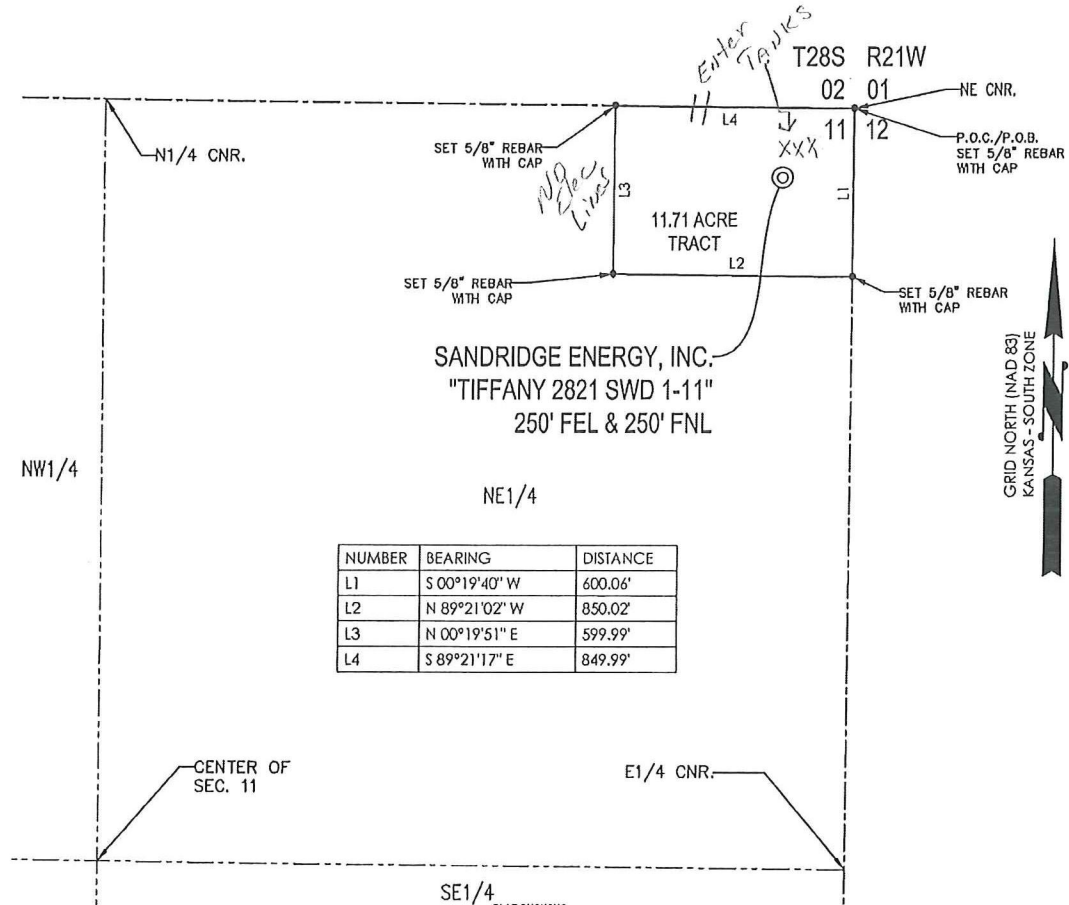 Enter
TANKS
T28S R21W
02 01
11 12
NE CNR.
P.O.C./P.O.B.
SET 5/8" REBAR
WITH CAP
N1/4 CNR.
SET 5/8" REBAR
WITH CAP
L4
XXX
No
Elec
Lines
L3
L1
11.71 ACRE
TRACT
L2
SET 5/8" REBAR
WITH CAP
SET 5/8" REBAR
WITH CAP
SANDRIDGE ENERGY, INC.
"TIFFANY 2821 SWD 1-11"
250' FEL & 250' FNL
GRID NORTH (NAD 83)
KANSAS - SOUTH ZONE
N
NW1/4
NE1/4
NUMBER BEARING DISTANCE
L1 S 00°19'40" W 600.06'
L2 N 89°21'02" W 850.02'
L3 N 00°19'51" E 599.99'
L4 S 89°21'17" E 849.99'
CENTER OF
SEC. 11
E1/4 CNR.
SE1/4